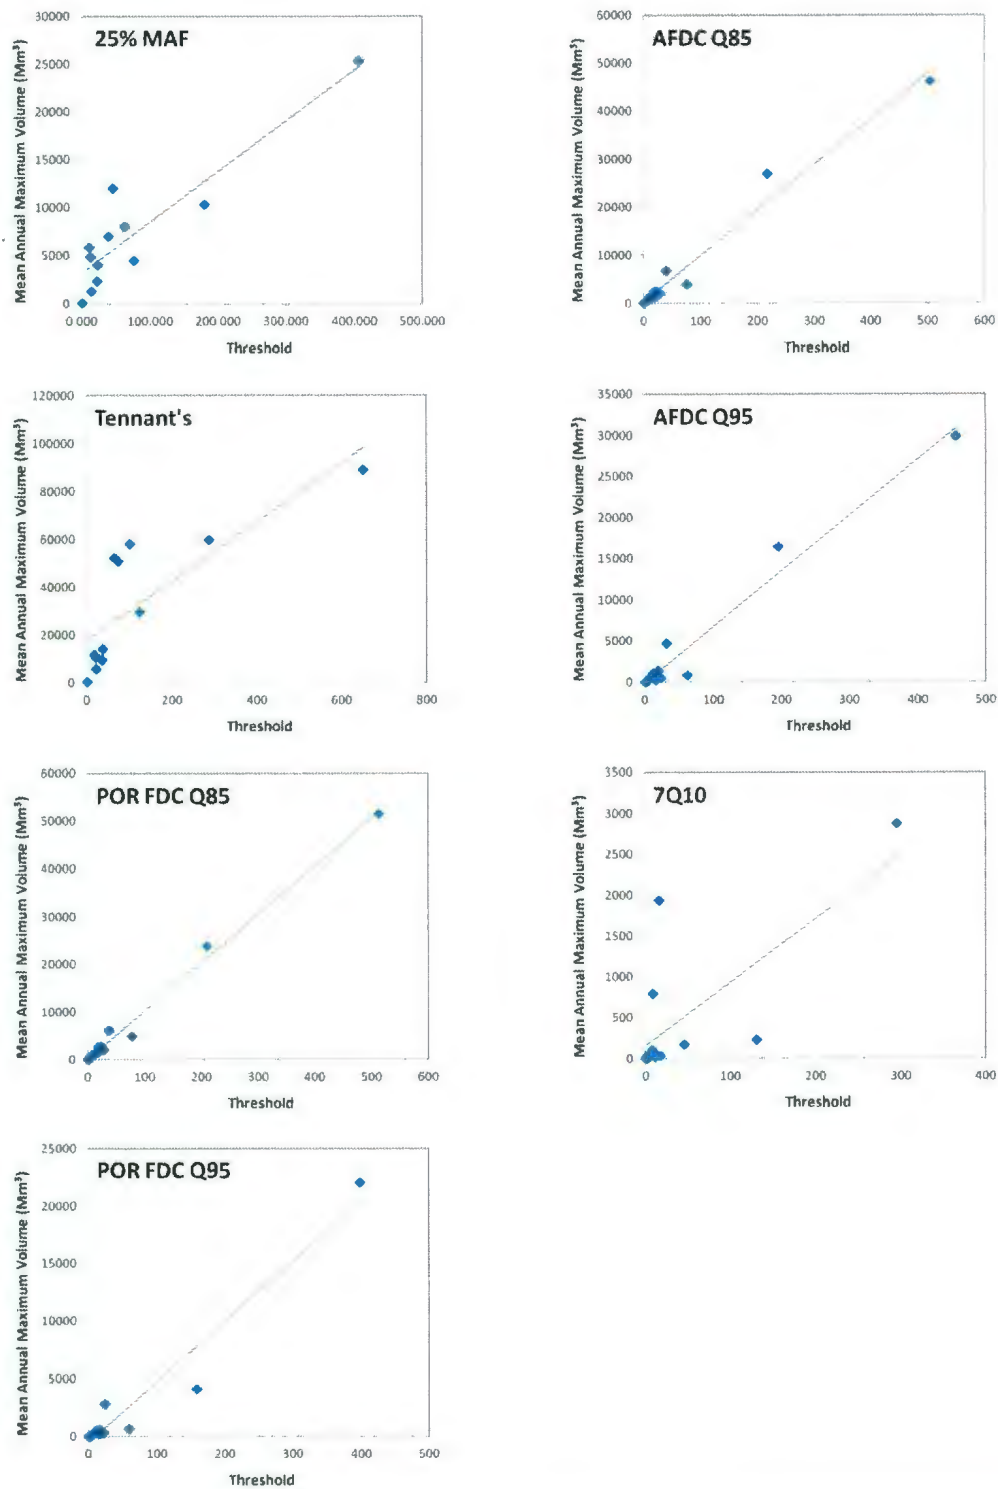 25% MAF
Mean Annual Maximum Volume (Mm³)
30000
25000
20000
15000
10000
5000
0
0 000 100.000 200 000 300 000 400.000 500.000
Threshold
AFDC Q85
Mean Annual Maximum Volume (Mm³)
60000
50000
40000
30000
20000
10000
0
0 100 200 300 400 500 600
Threshold
Tennant's
Mean Annual Maximum Volume (Mm³)
120000
100000
80000
60000
40000
20000
0
0 200 400 600 800
Threshold
AFDC Q95
Mean Annual Maximum Volume (Mm³)
35000
30000
25000
20000
15000
10000
5000
0
0 100 200 300 400 500
Threshold
POR FDC Q85
Mean Annual Maximum Volume (Mm³)
60000
50000
40000
30000
20000
10000
0
0 100 200 300 400 500 600
Threshold
7Q10
Mean Annual Maximum Volume (Mm³)
3500
3000
2500
2000
1500
1000
500
0
0 100 200 300 400
Threshold
POR FDC Q95
Mean Annual Maximum Volume (Mm³)
25000
20000
15000
10000
5000
0
0 100 200 300 400 500
Threshold